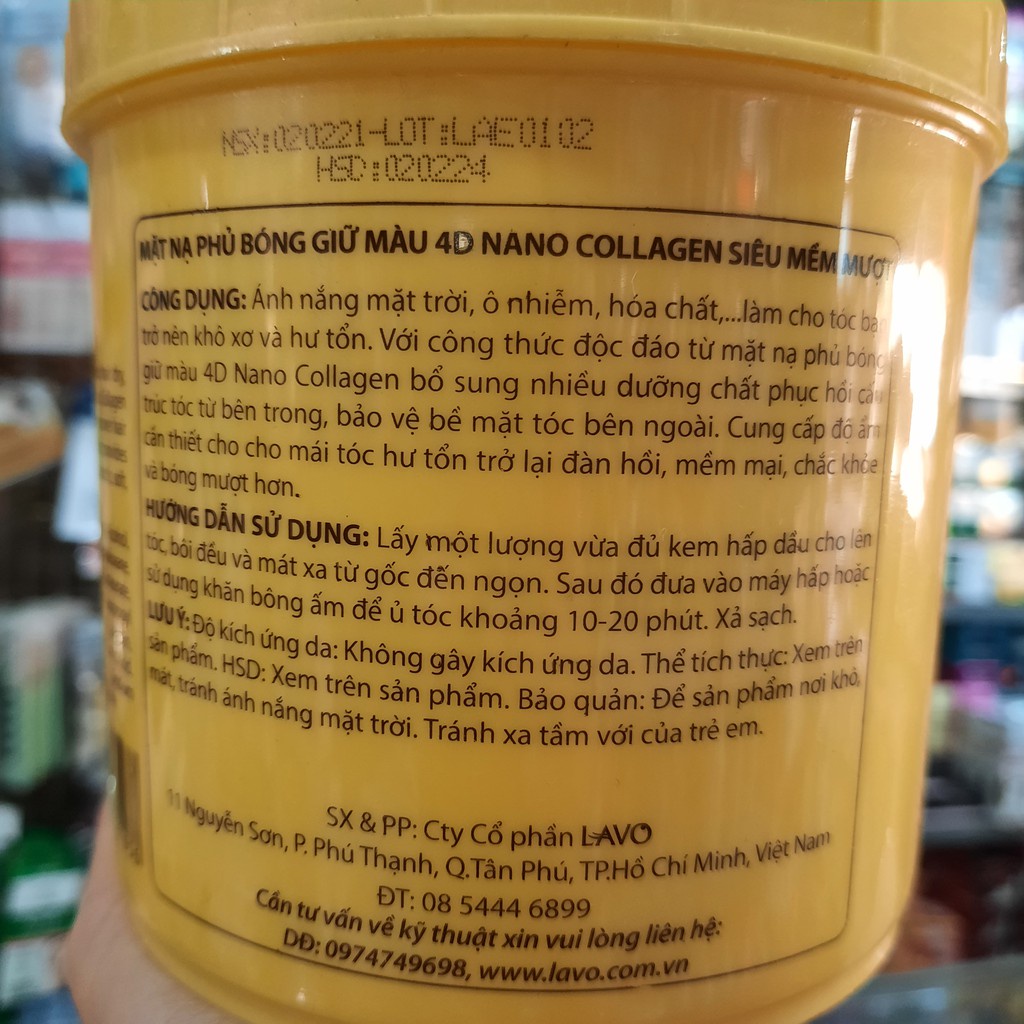 NSX:020221-LOT:LAE0102
HSD:020224
MẶT NẠ PHỦ BÓNG GIỮ MÀU 4D NANO COLLAGEN SIÊU MỀM MƯỢT
CÔNG DỤNG: Ánh nắng mặt trời, ô nhiễm, hóa chất,...làm cho tóc bạn
trở nên khô xơ và hư tổn. Với công thức độc đáo từ mặt nạ phủ bóng
giữ màu 4D Nano Collagen bổ sung nhiều dưỡng chất phục hồi cấu
trúc tóc từ bên trong, bảo vệ bề mặt tóc bên ngoài. Cung cấp độ ẩm
cần thiết cho cho mái tóc hư tổn trở lại đàn hồi, mềm mại, chắc khỏe
và bóng mượt hơn.
HƯỚNG DẪN SỬ DỤNG: Lấy một lượng vừa đủ kem hấp dầu cho lên
tóc, bôi đều và mát xa từ gốc đến ngọn. Sau đó đưa vào máy hấp hoặc
sử dụng khăn bông ấm để ủ tóc khoảng 10-20 phút. Xả sạch.
LƯU Ý: Độ kích ứng da: Không gây kích ứng da. Thể tích thực: Xem trên
sản phẩm. HSD: Xem trên sản phẩm. Bảo quản: Để sản phẩm nơi khô,
mát, tránh ánh nắng mặt trời. Tránh xa tầm với của trẻ em.
SX & PP: Cty Cổ phần LAVO
11 Nguyễn Sơn, P. Phú Thạnh, Q.Tân Phú, TP.Hồ Chí Minh, Việt Nam
ĐT: 08 5444 6899
Cần tư vấn về kỹ thuật xin vui lòng liên hệ:
DĐ: 0974749698, www.lavo.com.vn